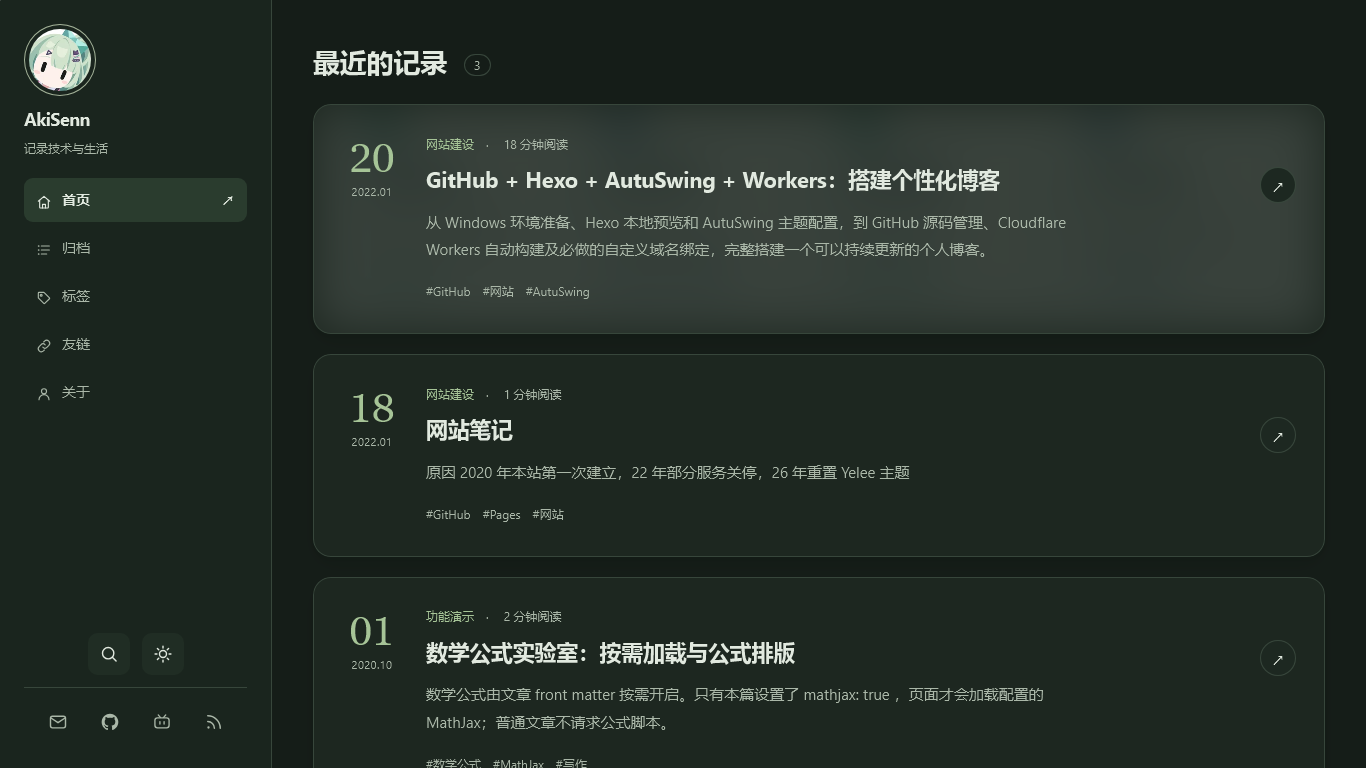 AkiSenn
记录技术与生活
首页
归档
标签
友链
关于
最近的记录 3
20
2022.01
网站建设 · 18 分钟阅读
GitHub + Hexo + AutuSwing + Workers：搭建个性化博客
从 Windows 环境准备、Hexo 本地预览和 AutuSwing 主题配置，到 GitHub 源码管理、Cloudflare
Workers 自动构建及必做的自定义域名绑定，完整搭建一个可以持续更新的个人博客。
#GitHub #网站 #AutuSwing
18
2022.01
网站建设 · 1 分钟阅读
网站笔记
原因 2020 年本站第一次建立，22 年部分服务关停，26 年重置 Yelee 主题
#GitHub #Pages #网站
01
2020.10
功能演示 · 2 分钟阅读
数学公式实验室：按需加载与公式排版
数学公式由文章 front matter 按需开启。只有本篇设置了 mathjax: true ，页面才会加载配置的
MathJax；普通文章不请求公式脚本。
#数学公式 #MathJax #写作